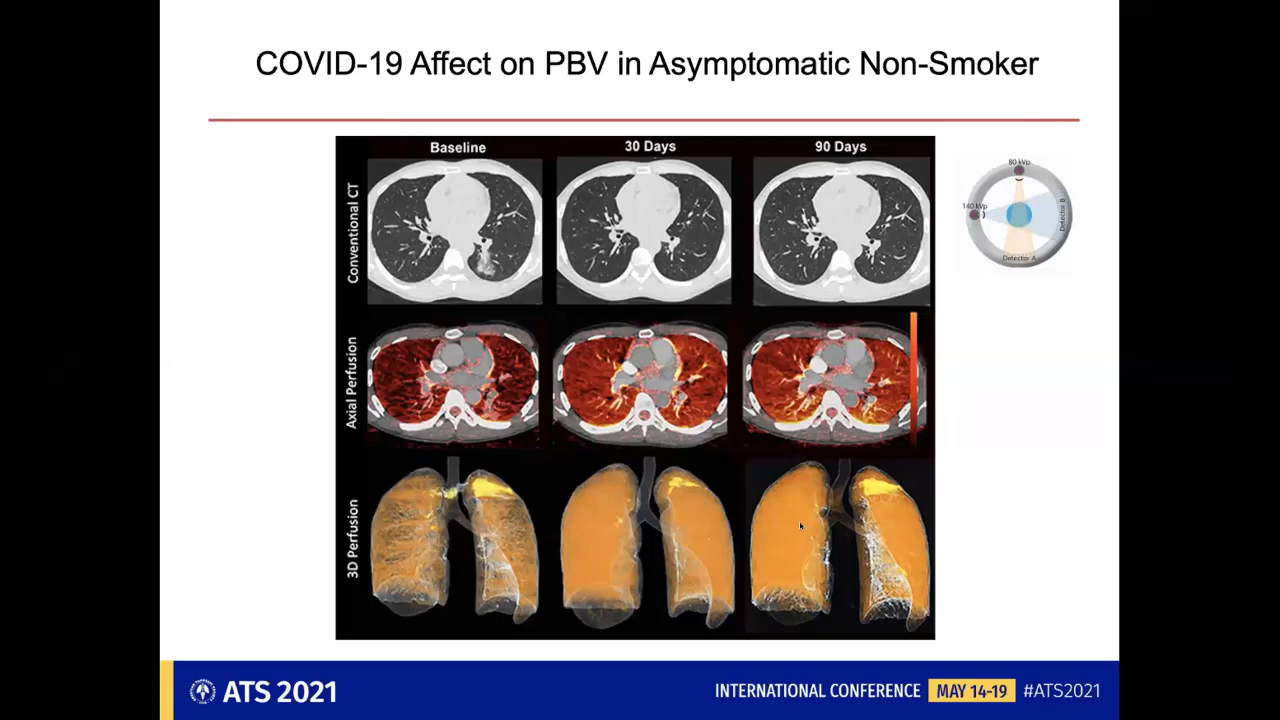 COVID-19 Affect on PBV in Asymptomatic Non-Smoker
Baseline
30 Days
90 Days
Conventional CT
Axial Perfusion
3D Perfusion
80 kVp
140 kVp
Detector B
Detector A
ATS 2021
INTERNATIONAL CONFERENCE MAY 14-19 #ATS2021